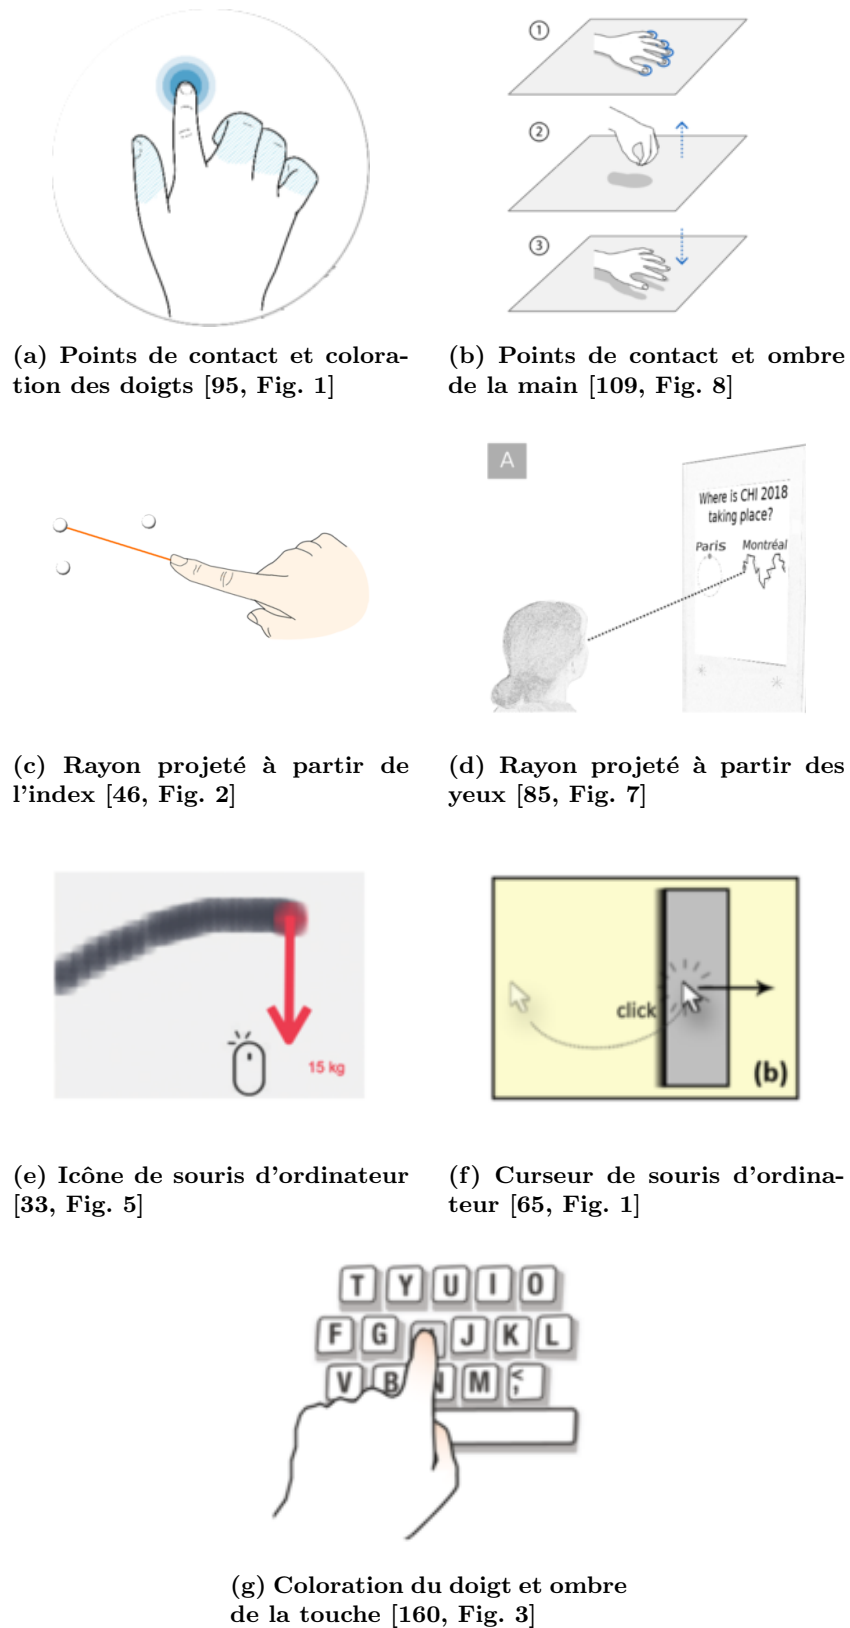 1
2
3
(a) Points de contact et colora-
tion des doigts [95, Fig. 1]
(b) Points de contact et ombre
de la main [109, Fig. 8]
A
Where is CHI 2018
taking place?
Paris Montréal
(c) Rayon projeté à partir de
l'index [46, Fig. 2]
(d) Rayon projeté à partir des
yeux [85, Fig. 7]
15 kg
click
(b)
(e) Icône de souris d'ordinateur
[33, Fig. 5]
(f) Curseur de souris d'ordina-
teur [65, Fig. 1]
T Y U I O
F G J K L
V B N M < ;
(g) Coloration du doigt et ombre
de la touche [160, Fig. 3]